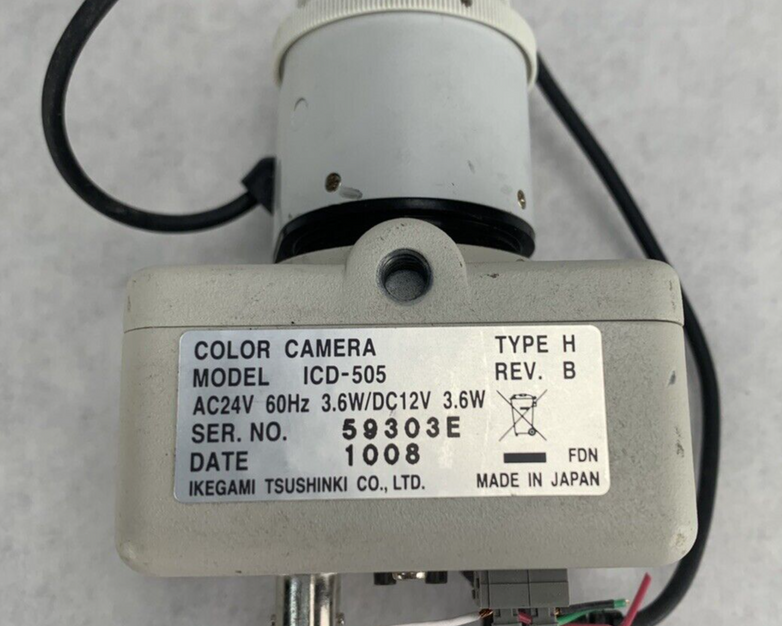 COLOR CAMERA TYPE H
MODEL ICD-505 REV. B
AC24V 60Hz 3.6W/DC12V 3.6W
SER. NO. 59303E
DATE 1008 FDN
IKEGAMI TSUSHINKI CO., LTD. MADE IN JAPAN